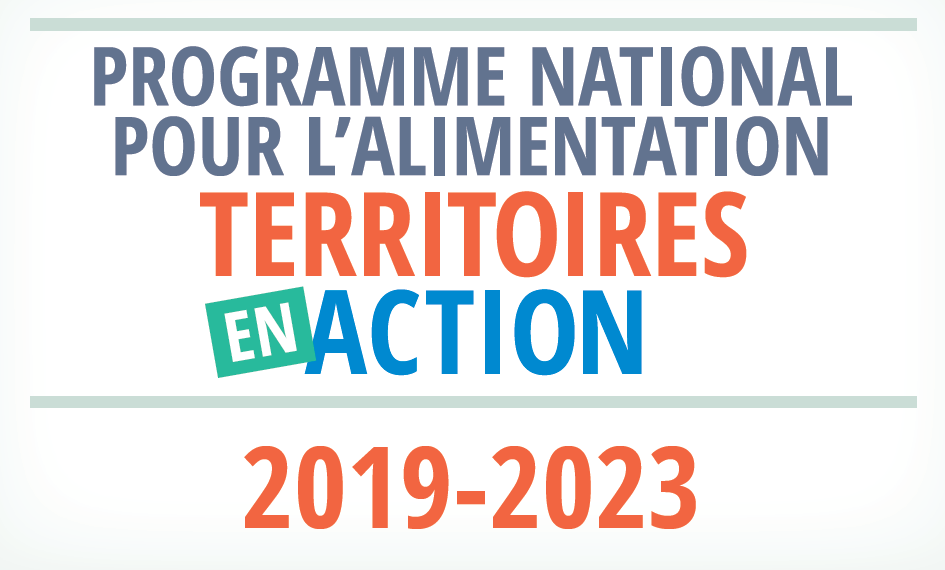 PROGRAMME NATIONAL
POUR L’ALIMENTATION
TERRITOIRES
EN ACTION
2019-2023